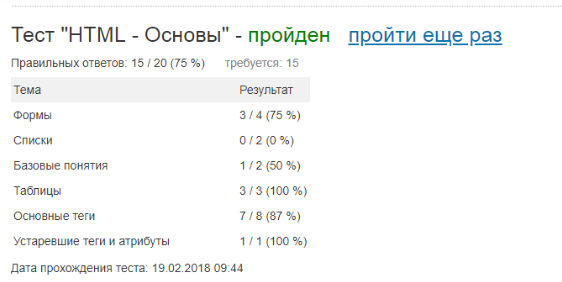 Тест "HTML - Основы" - пройден пройти еще раз
Правильных ответов: 15 / 20 (75 %) требуется: 15
Тема Результат
Формы 3 / 4 (75 %)
Списки 0 / 2 (0 %)
Базовые понятия 1 / 2 (50 %)
Таблицы 3 / 3 (100 %)
Основные теги 7 / 8 (87 %)
Устаревшие теги и атрибуты 1 / 1 (100 %)
Дата прохождения теста: 19.02.2018 09:44